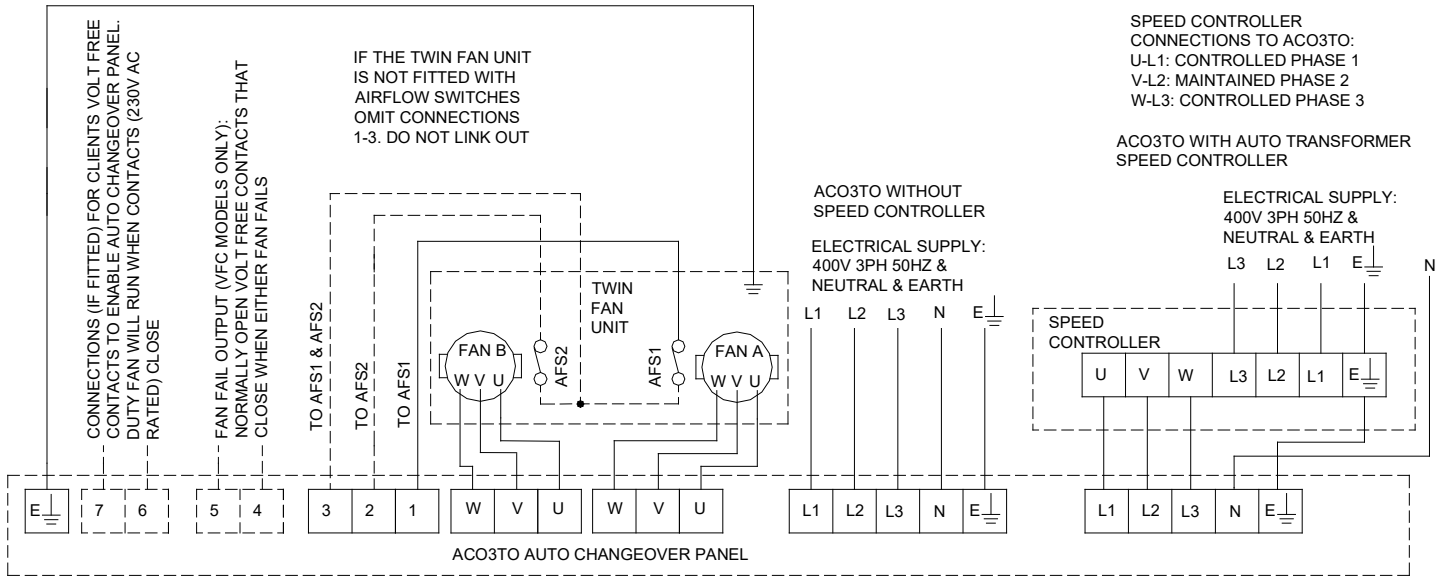 CONNECTIONS (IF FITTED) FOR CLIENTS VOLT FREE
CONTACTS TO ENABLE AUTO CHANGEOVER PANEL.
DUTY FAN WILL RUN WHEN CONTACTS (230V AC
RATED) CLOSE
FAN FAIL OUTPUT (VFC MODELS ONLY):
NORMALLY OPEN VOLT FREE CONTACTS THAT
CLOSE WHEN EITHER FAN FAILS
IF THE TWIN FAN UNIT
IS NOT FITTED WITH
AIRFLOW SWITCHES
OMIT CONNECTIONS
1-3. DO NOT LINK OUT
TO AFS1 & AFS2
TO AFS2
TO AFS1
TWIN
FAN
UNIT
FAN B
W V U
AFS2
AFS1
FAN A
W V U
ACO3TO WITHOUT
SPEED CONTROLLER
ELECTRICAL SUPPLY:
400V 3PH 50HZ &
NEUTRAL & EARTH
L1 L2 L3 N E
SPEED CONTROLLER
CONNECTIONS TO ACO3TO:
U-L1: CONTROLLED PHASE 1
V-L2: MAINTAINED PHASE 2
W-L3: CONTROLLED PHASE 3
ACO3TO WITH AUTO TRANSFORMER
SPEED CONTROLLER
ELECTRICAL SUPPLY:
400V 3PH 50HZ &
NEUTRAL & EARTH
L3 L2 L1 E N
SPEED
CONTROLLER
U V W L3 L2 L1 E
E 7 6 5 4 3 2 1 W V U W V U L1 L2 L3 N E L1 L2 L3 N E
ACO3TO AUTO CHANGEOVER PANEL